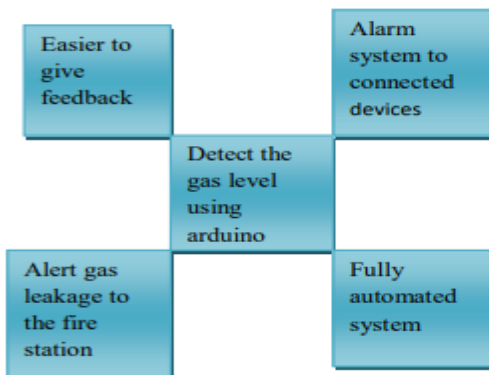 Easier to
give
feedback
Alarm
system to
connected
devices
Detect the
gas level
using
arduino
Alert gas
leakage to
the fire
station
Fully
automated
system